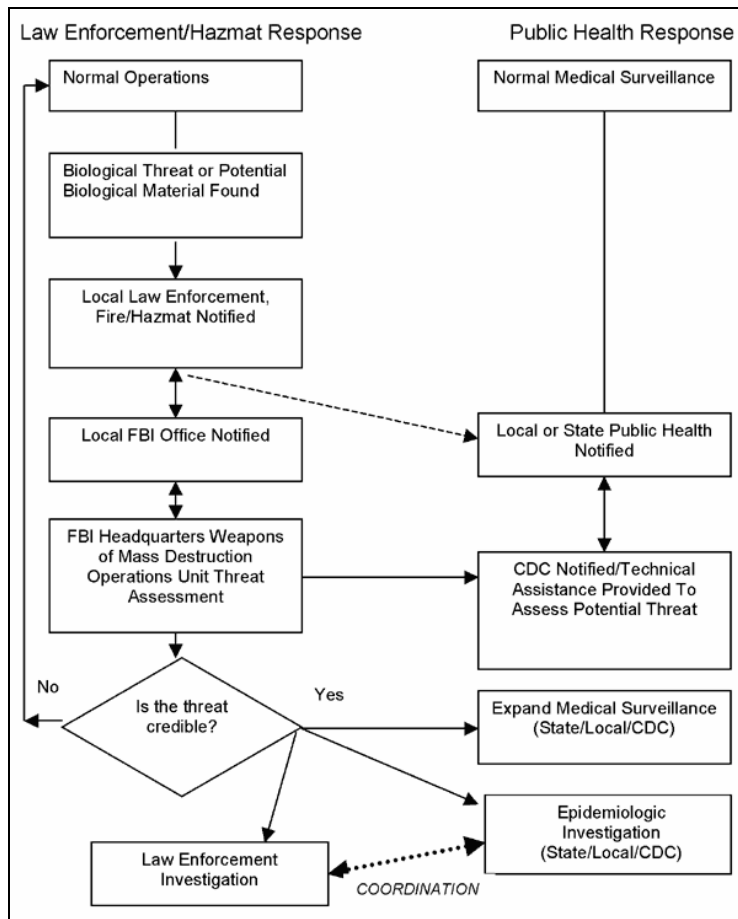 Law Enforcement/Hazmat Response
Public Health Response
Normal Operations
Normal Medical Surveillance
Biological Threat or Potential
Biological Material Found
Local Law Enforcement,
Fire/Hazmat Notified
Local FBI Office Notified
Local or State Public Health
Notified
FBI Headquarters Weapons
of Mass Destruction
Operations Unit Threat
Assessment
CDC Notified/Technical
Assistance Provided To
Assess Potential Threat
No
Is the threat
credible?
Yes
Expand Medical Surveillance
(State/Local/CDC)
Epidemiologic
Investigation
(State/Local/CDC)
Law Enforcement
Investigation
COORDINATION